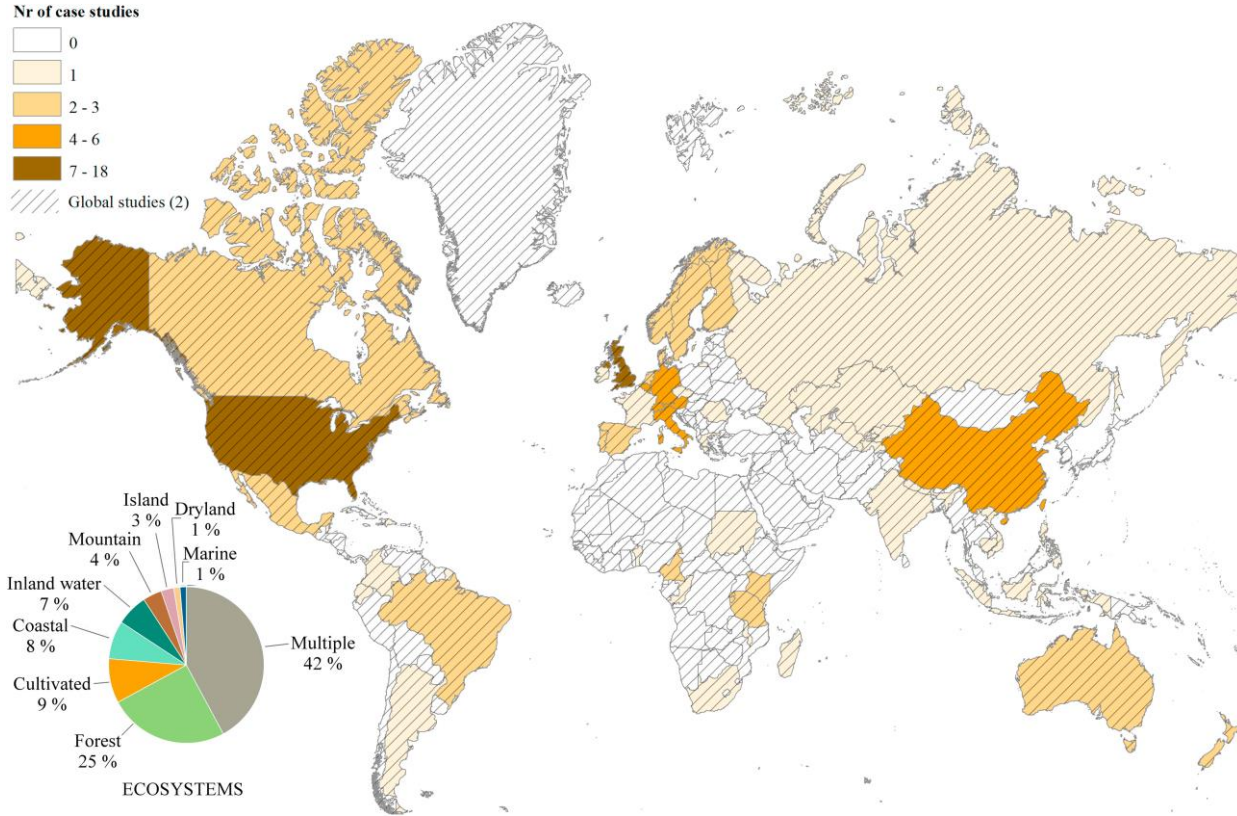 Nr of case studies
0
1
2 - 3
4 - 6
7 - 18
Global studies (2)
Island
3 %
Dryland
1 %
Mountain
4 %
Marine
1 %
Inland water
7 %
Coastal
8 %
Multiple
42 %
Cultivated
9 %
Forest
25 %
ECOSYSTEMS